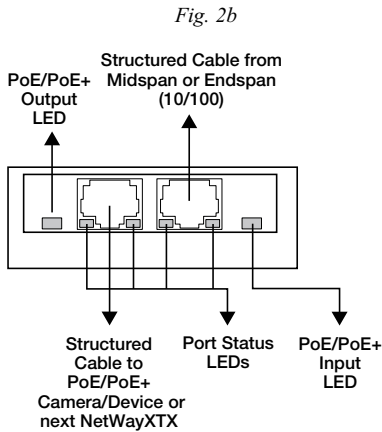 Fig. 2b
Structured Cable from
Midspan or Endspan
(10/100)
PoE/PoE+
Output
LED
Structured
Cable to
PoE/PoE+
Camera/Device or
next NetWayXTX
Port Status
LEDs
PoE/PoE+
Input
LED